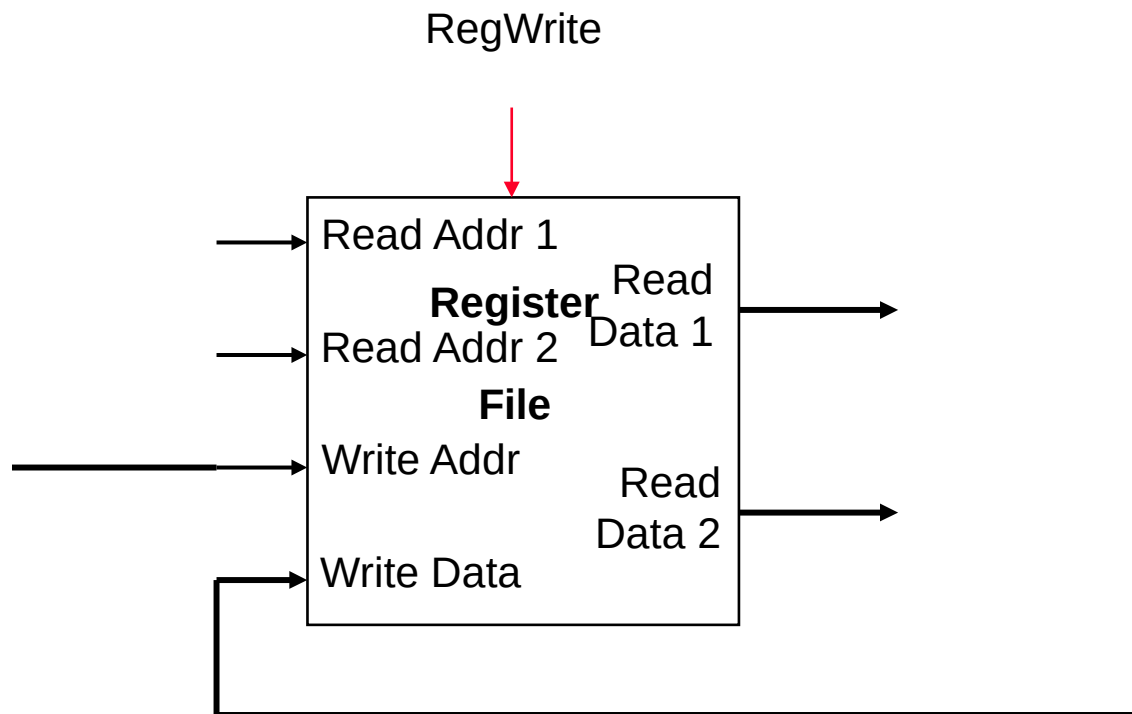 RegWrite
Read Addr 1
Register
Read Addr 2
File
Write Addr
Write Data
Read
Data 1
Read
Data 2